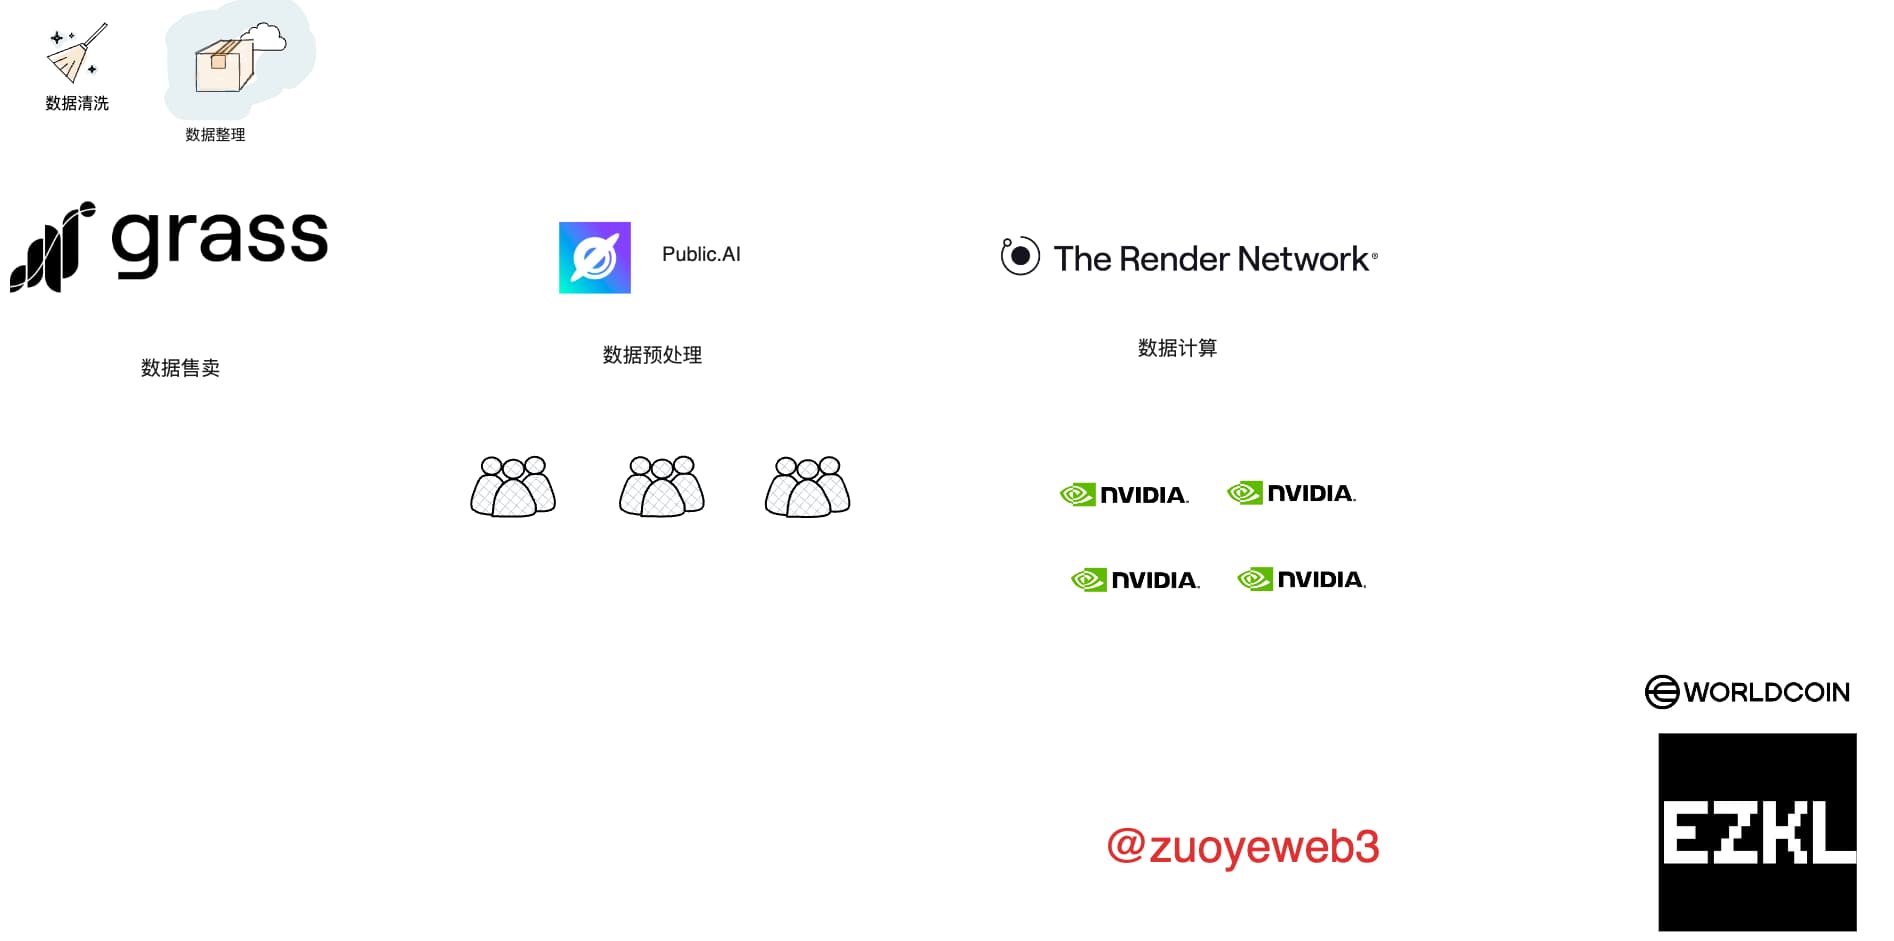 数据清洗
数据整理
grass
Public.AI
The Render Network®
数据售卖
数据预处理
数据计算
NVIDIA.
NVIDIA.
NVIDIA.
NVIDIA.
WORLDCOIN
EZKL
@zuoyeweb3